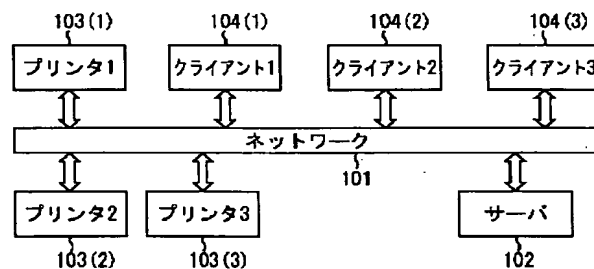 103(1) 104(1) 104(2) 104(3)
プリンタ1 クライアント1 クライアント2 クライアント3
ネットワーク
101
プリンタ2 プリンタ3 サーバ
103(2) 103(3) 102